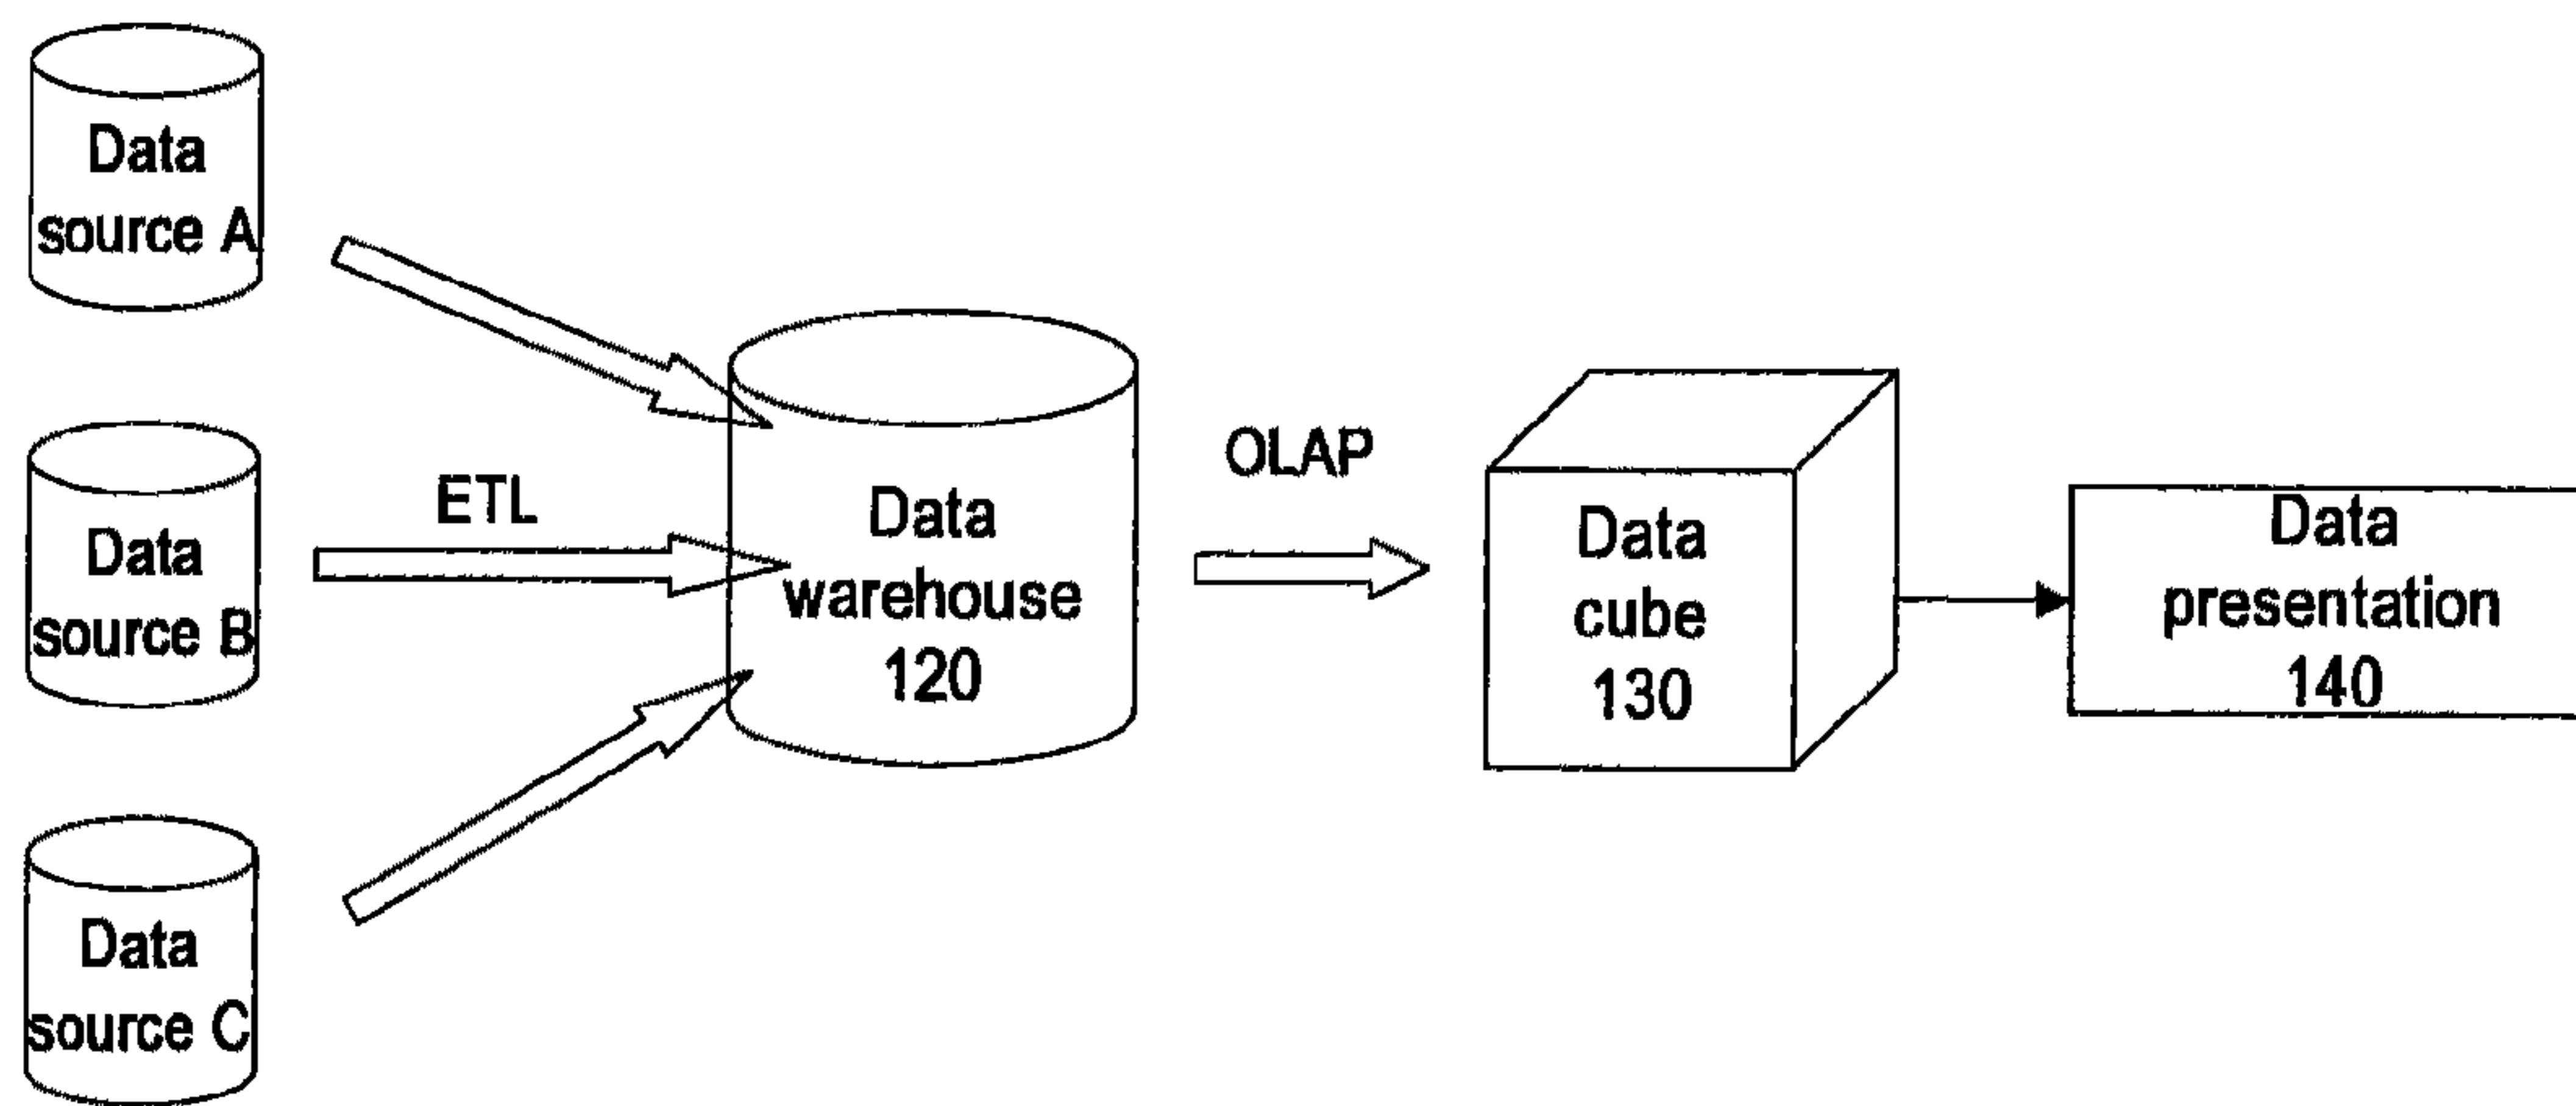 Data
source A
Data
source B
Data
source C
ETL
Data
warehouse
120
OLAP
Data
cube
130
Data
presentation
140